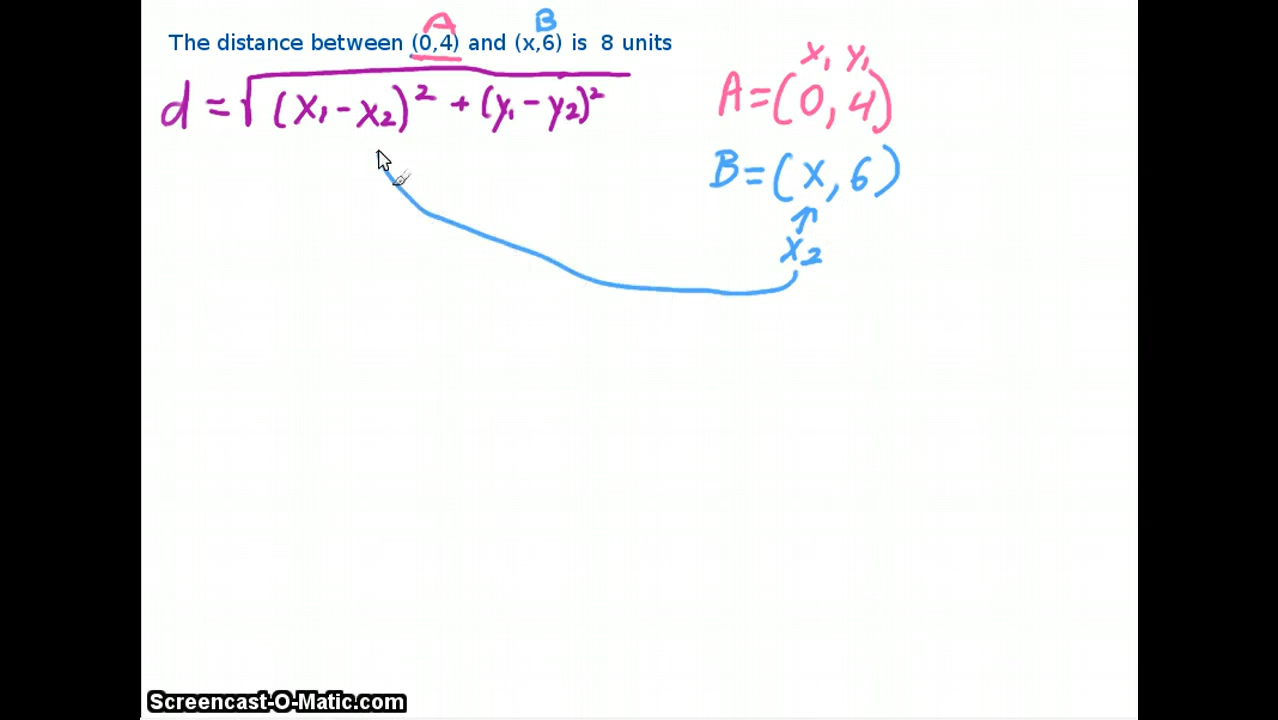 A B
The distance between (0,4) and (x,6) is 8 units
d = √(x₁ - x₂)² + (y₁ - y₂)²
x₁ y₁
A = (0, 4)
B = (x, 6)
↑
x₂
Screencast-O-Matic.com